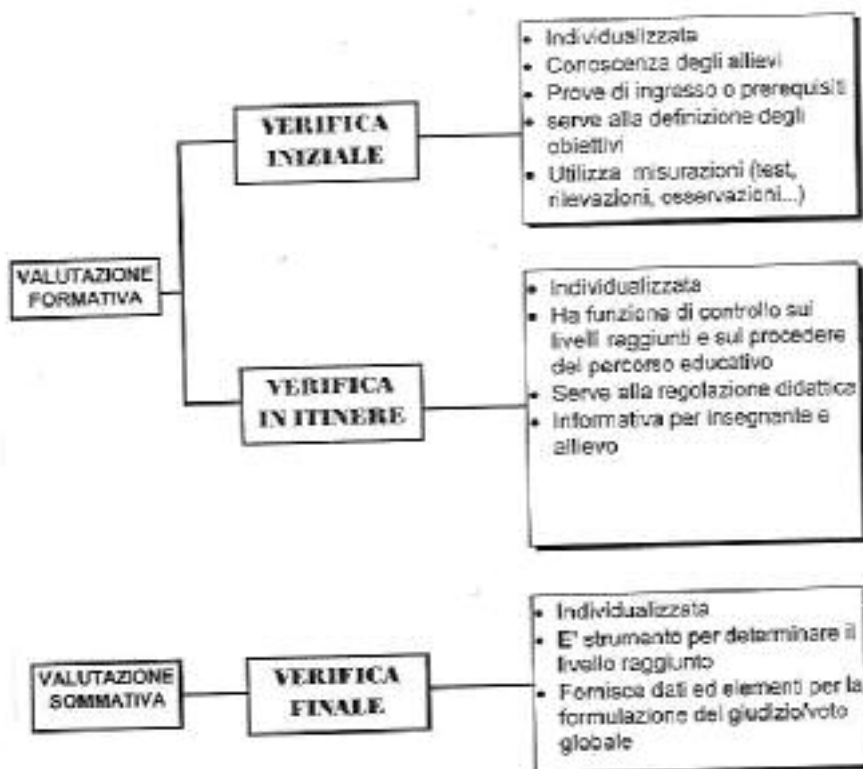 • Individualizzata
• Conoscenza degli allievi
• Prove di ingresso o prerequisiti
• serve alla definizione degli
obiettivi
• Utilizza misurazioni (test,
rilevazioni, osservazioni...)
VERIFICA
INIZIALE
VALUTAZIONE
FORMATIVA
• Individualizzata
• Ha funzione di controllo sui
livelli raggiunti e sul procedere
del percorso educativo
• Serve alla regolazione didattica
• Informativa per insegnante e
allievo
VERIFICA
IN ITINERE
• Individualizzata
• E' strumento per determinare il
livello raggiunto
• Fornisce dati ed elementi per la
formulazione del giudizio/voto
globale
VALUTAZIONE
SOMMATIVA
VERIFICA
FINALE